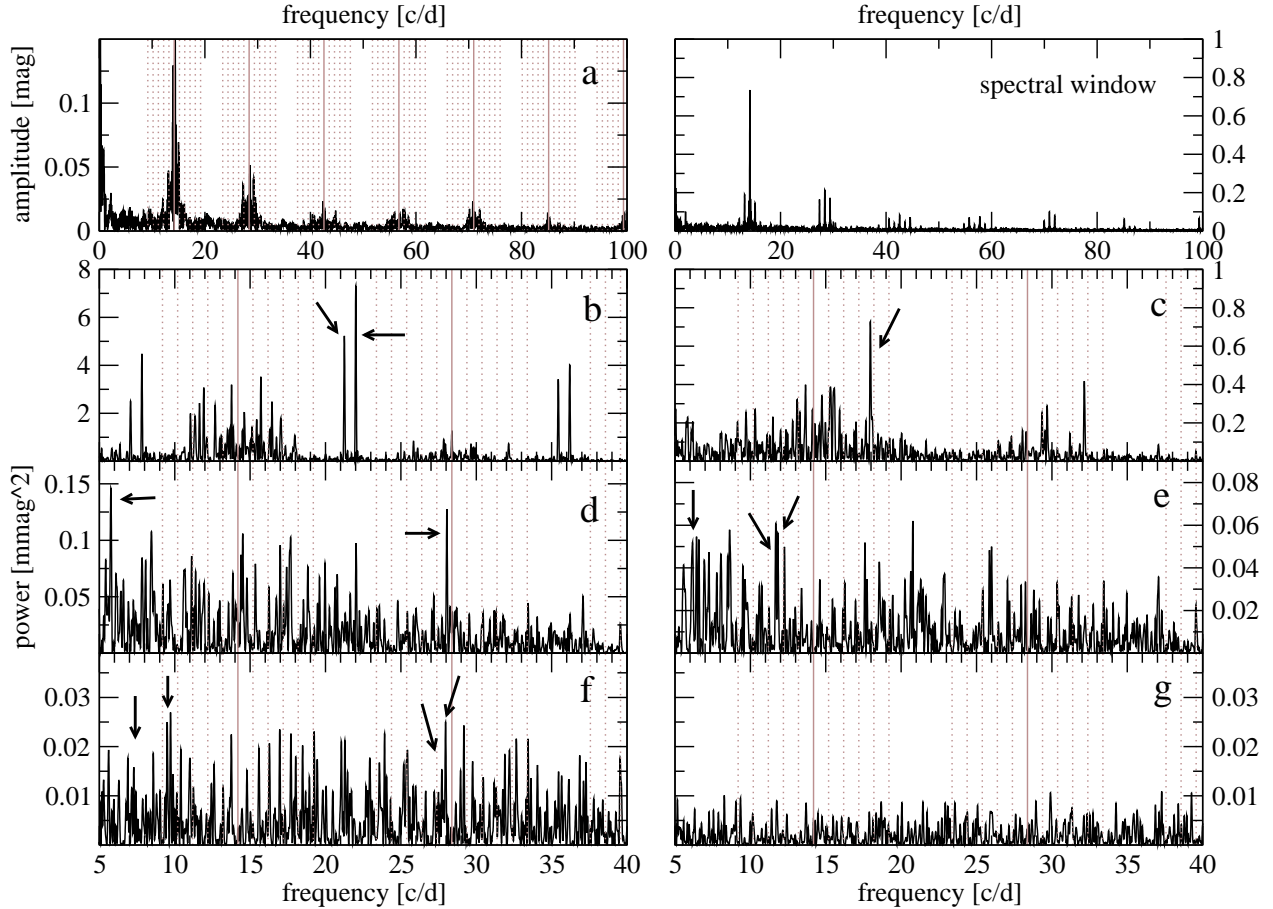 frequency [c/d] frequency [c/d]
amplitude [mag]
0.1
0.05
0
a
0 20 40 60 80 100
spectral window
1
0.8
0.6
0.4
0.2
0
0 20 40 60 80 100
8
6
4
2
b
c
1
0.8
0.6
0.4
0.2
power [mmag^2]
0.15
0.1
0.05
d
e
0.08
0.06
0.04
0.02
0.03
0.02
0.01
f
g
0.03
0.02
0.01
5 10 15 20 25 30 35 40
5 10 15 20 25 30 35 40
frequency [c/d] frequency [c/d]